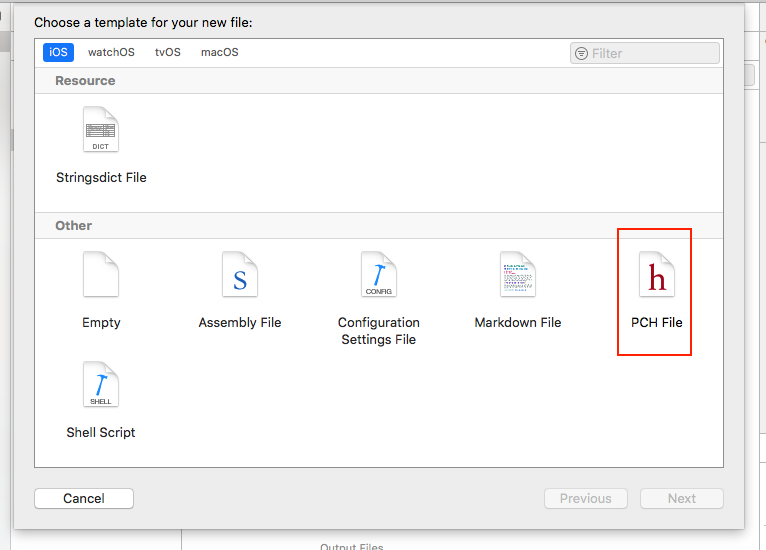 Choose a template for your new file:
iOS watchOS tvOS macOS Filter
Resource
DICT
Stringsdict File
Other
S CONFIG h
Empty Assembly File Configuration Settings File Markdown File PCH File
SHELL
Shell Script
Cancel Previous Next
Output Files